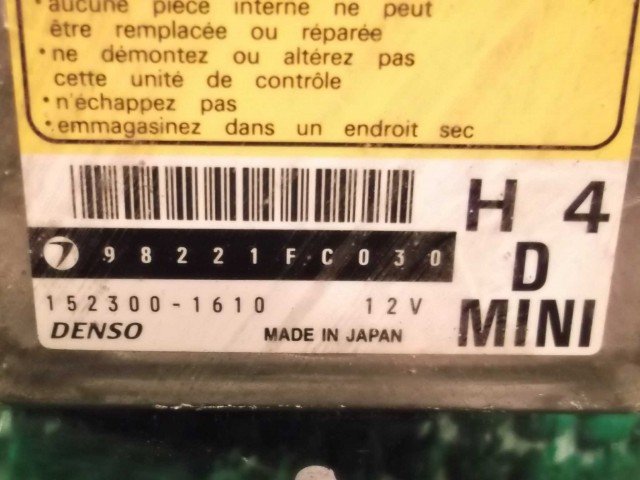 •aucune pièce interne ne peut
être remplacée ou réparée
•ne démontez ou altérez pas
cette unité de contrôle
•n'échappez pas
•emmagasinez dans un endroit sec
H 4
98221FC030
D
152300-1610 12V
MINI
DENSO MADE IN JAPAN